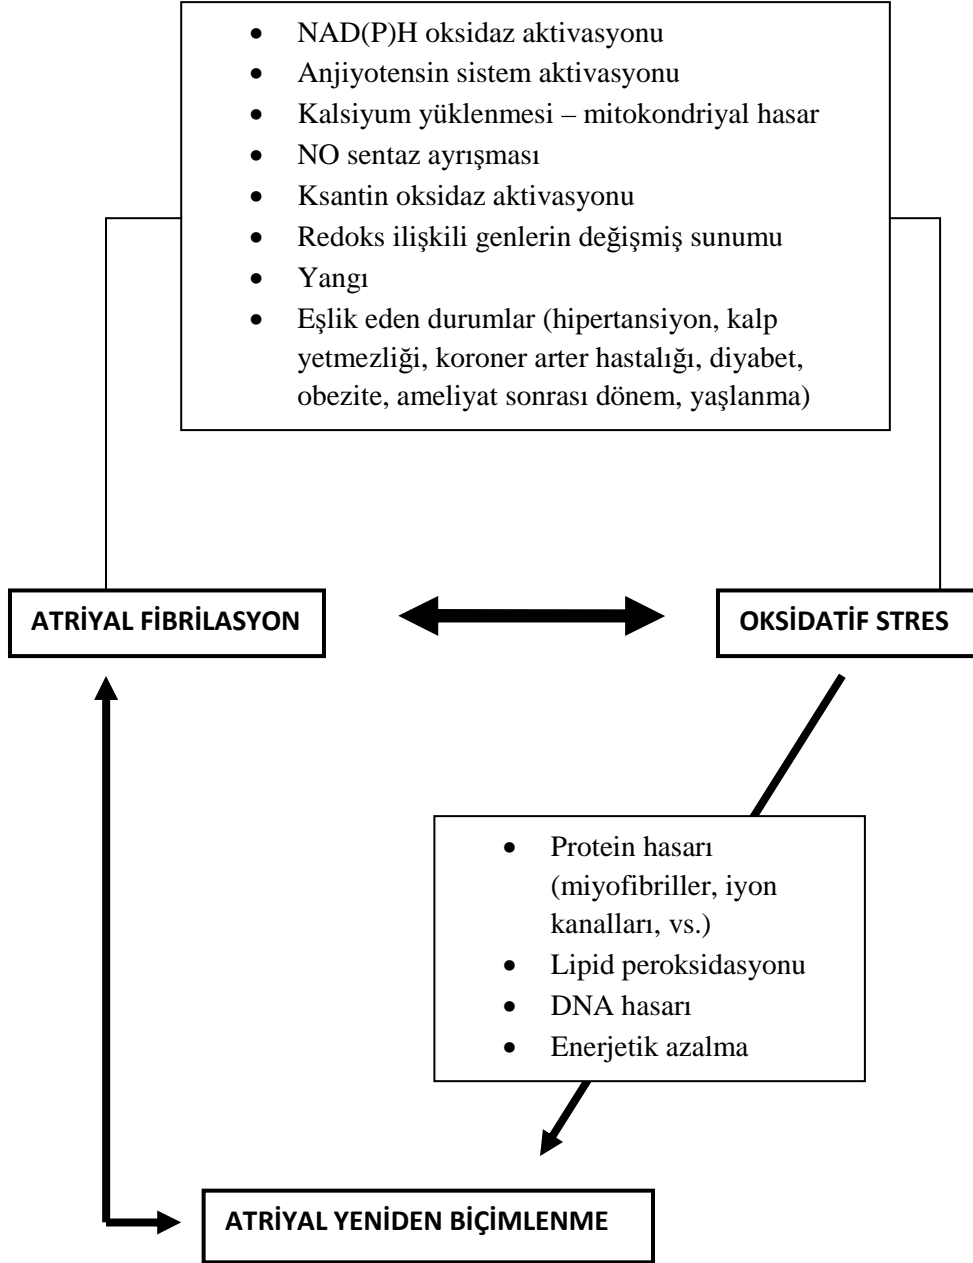 • NAD(P)H oksidaz aktivasyonu
• Anjiyotensin sistem aktivasyonu
• Kalsiyum yüklenmesi – mitokondriyal hasar
• NO sentaz ayrışması
• Ksantin oksidaz aktivasyonu
• Redoks ilişkili genlerin değişmiş sunumu
• Yangı
• Eşlik eden durumlar (hipertansiyon, kalp
yetmezliği, koroner arter hastalığı, diyabet,
obezite, ameliyat sonrası dönem, yaşlanma)
ATRİYAL FİBRİLASYON
OKSİDATİF STRES
• Protein hasarı
(miyofibriller, iyon
kanalları, vs.)
• Lipid peroksidasyonu
• DNA hasarı
• Enerjetik azalma
ATRİYAL YENİDEN BİÇİMLENME